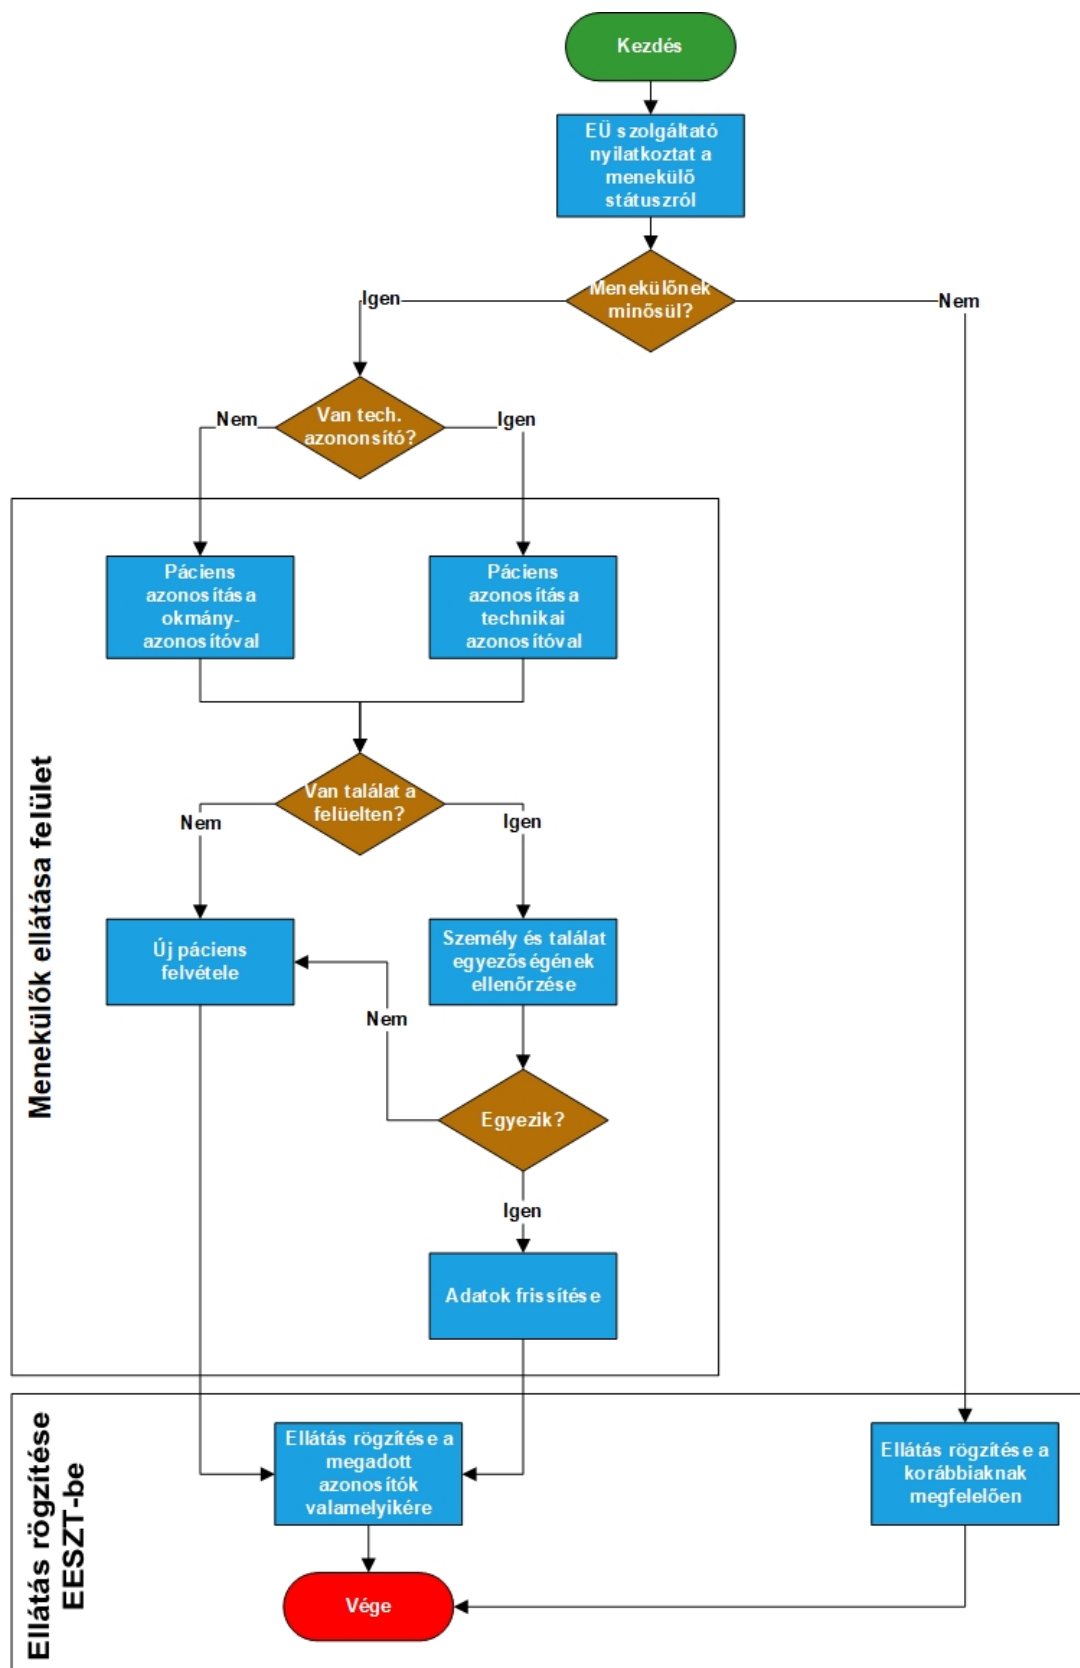 Kezdés
EÜ szolgáltató
nyilatkoztat a
menekülő
státuszról
Menekülőnek
minősül?
Igen
Nem
Van tech.
azononsító?
Nem
Igen
Menekülők ellátása felület
Páciens
azonosítása
okmány-
azonosítóval
Páciens
azonosítása
technikai
azonosítóval
Van találat a
felüelten?
Nem
Igen
Új páciens
felvétele
Személy és találat
egyezőségének
ellenőrzése
Nem
Egyezik?
Igen
Adatok frissítése
Ellátás rögzítése
EESZT-be
Ellátás rögzítése a
megadott
azonosítók
valamelyikére
Ellátás rögzítése a
korábbiaknak
megfelelően
Vége